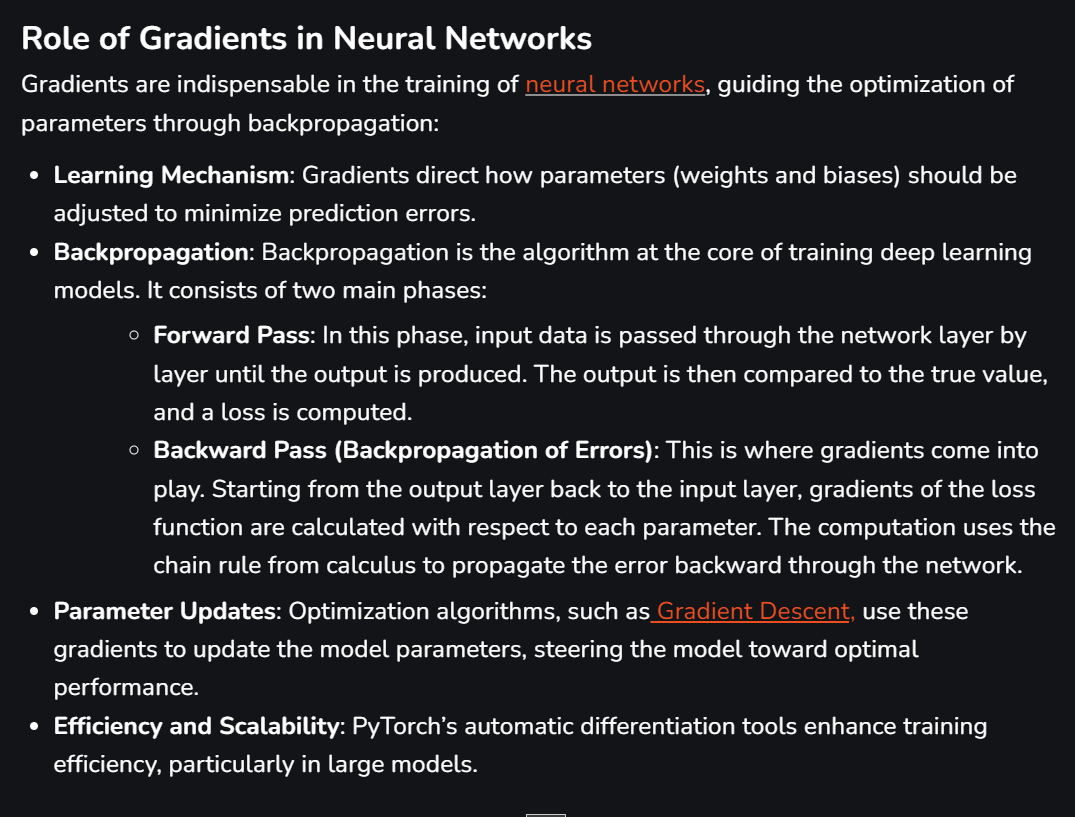 Role of Gradients in Neural Networks
Gradients are indispensable in the training of neural networks, guiding the optimization of
parameters through backpropagation:
• Learning Mechanism: Gradients direct how parameters (weights and biases) should be
adjusted to minimize prediction errors.
• Backpropagation: Backpropagation is the algorithm at the core of training deep learning
models. It consists of two main phases:
○ Forward Pass: In this phase, input data is passed through the network layer by
layer until the output is produced. The output is then compared to the true value,
and a loss is computed.
○ Backward Pass (Backpropagation of Errors): This is where gradients come into
play. Starting from the output layer back to the input layer, gradients of the loss
function are calculated with respect to each parameter. The computation uses the
chain rule from calculus to propagate the error backward through the network.
• Parameter Updates: Optimization algorithms, such as Gradient Descent, use these
gradients to update the model parameters, steering the model toward optimal
performance.
• Efficiency and Scalability: PyTorch’s automatic differentiation tools enhance training
efficiency, particularly in large models.